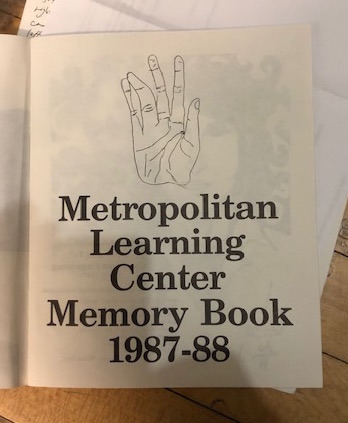 Metropolitan
Learning
Center
Memory Book
1987-88